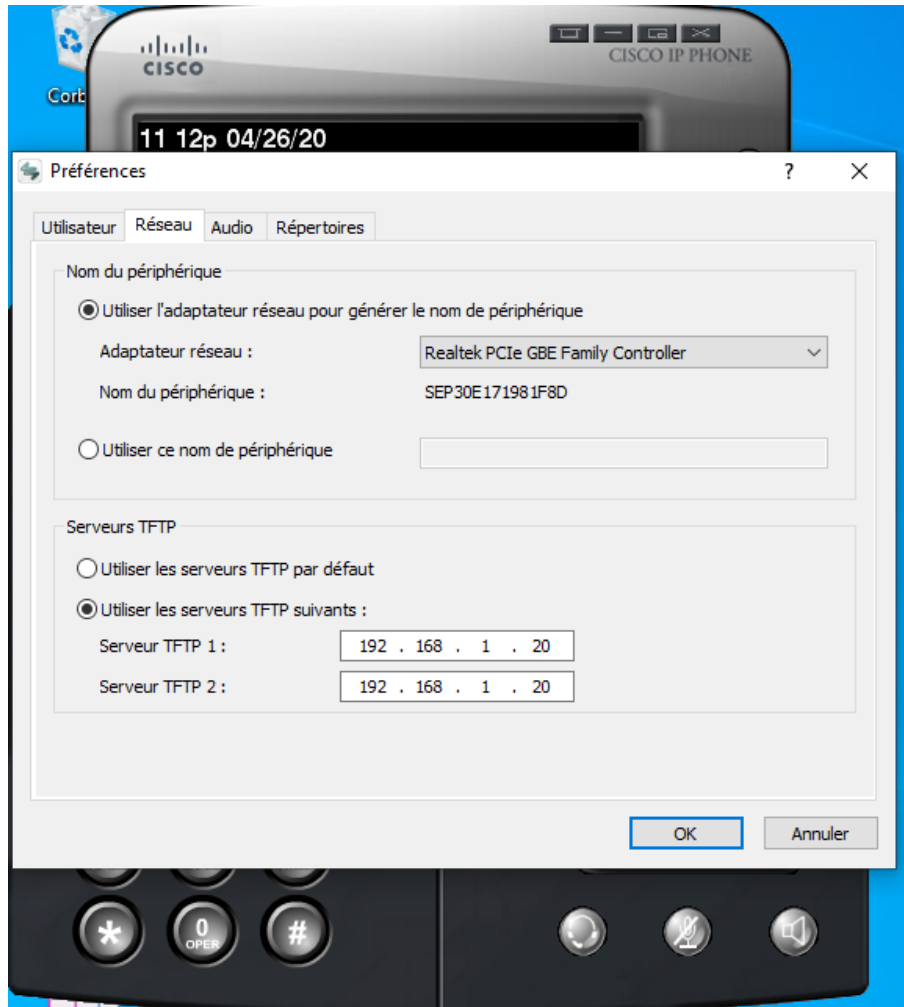 CISCO
CISCO IP PHONE
11 12p 04/26/20
Préférences
?
Utilisateur Réseau Audio Répertoires
Nom du périphérique
Utiliser l'adaptateur réseau pour générer le nom de périphérique
Adaptateur réseau : Realtek PCIe GBE Family Controller
Nom du périphérique : SEP30E171981F8D
Utiliser ce nom de périphérique
Serveurs TFTP
Utiliser les serveurs TFTP par défaut
Utiliser les serveurs TFTP suivants :
Serveur TFTP 1 : 192 . 168 . 1 . 20
Serveur TFTP 2 : 192 . 168 . 1 . 20
OK Annuler
* 0 #
OPER